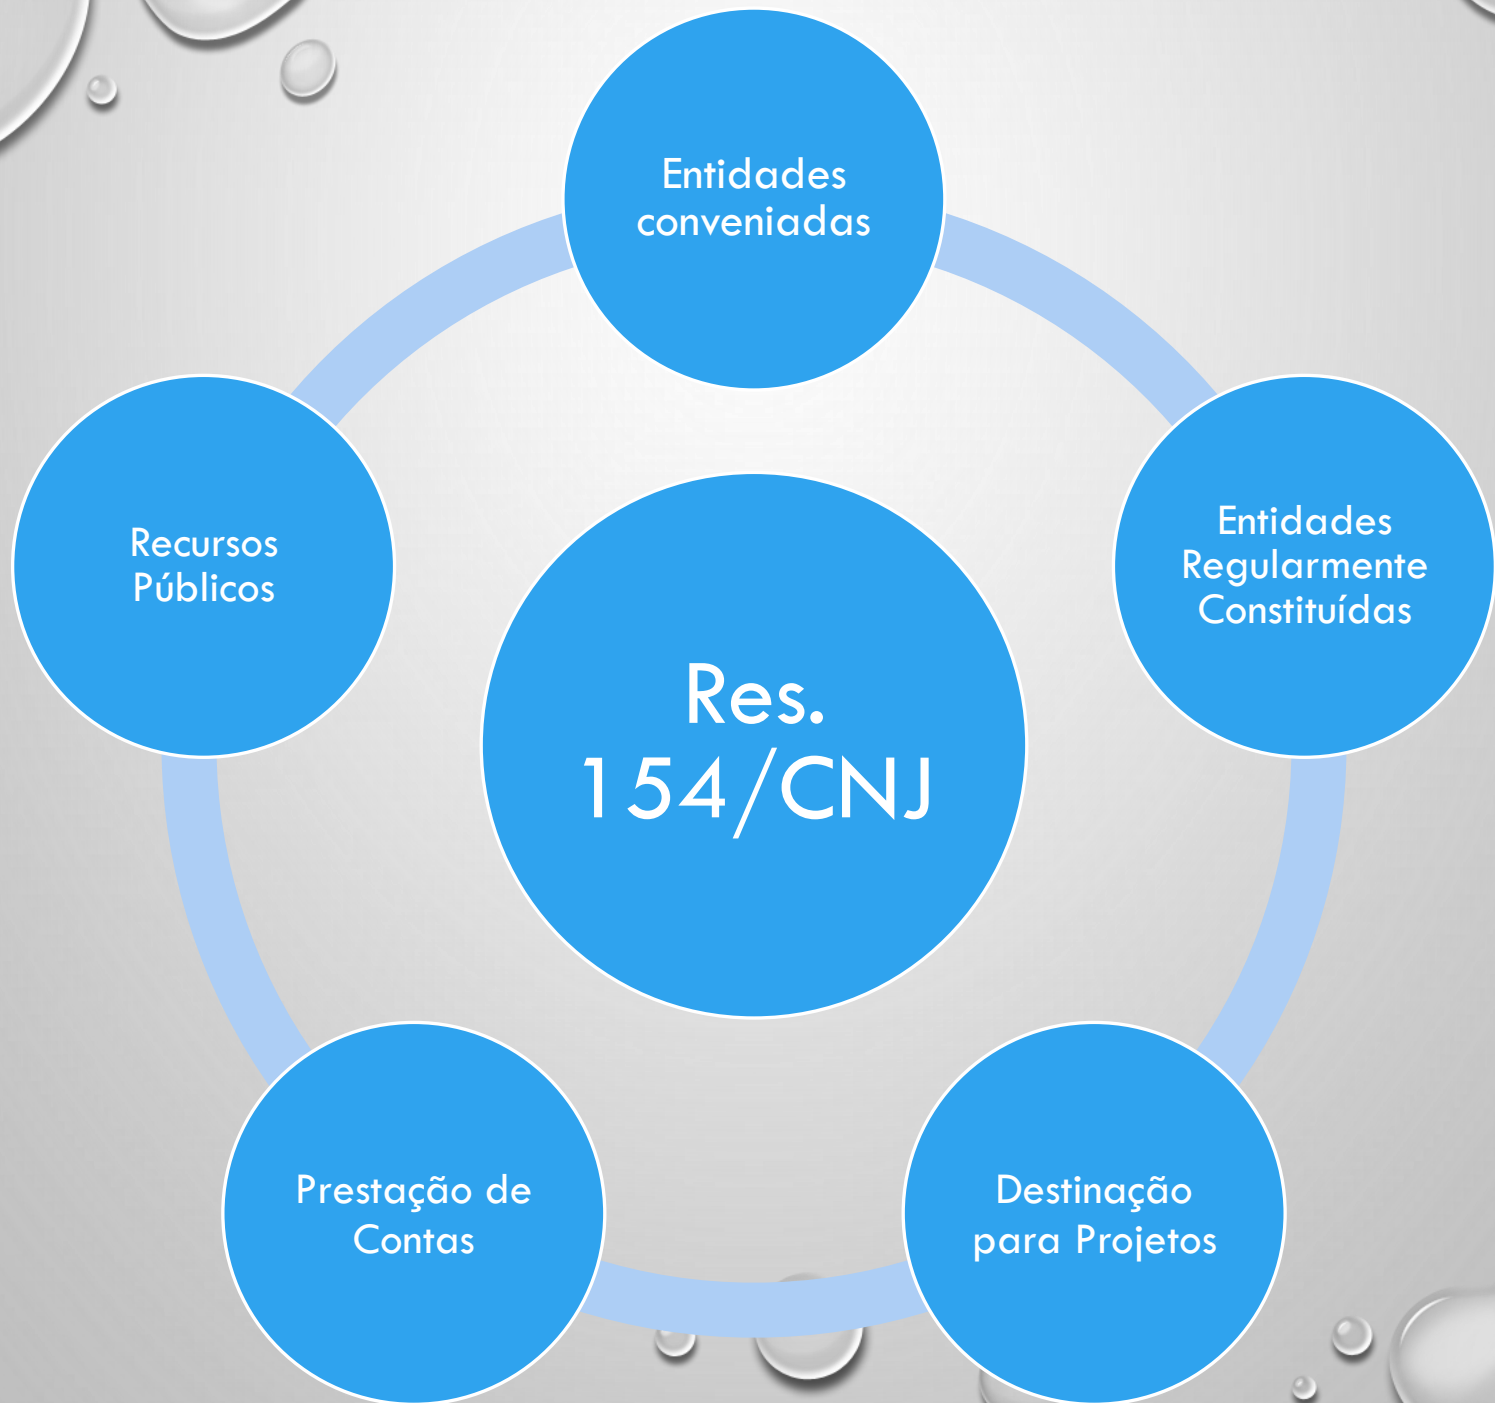 Entidades
conveniadas
Entidades
Regularmente
Constituídas
Destinação
para Projetos
Prestação de
Contas
Recursos
Públicos
Res.
154/CNJ